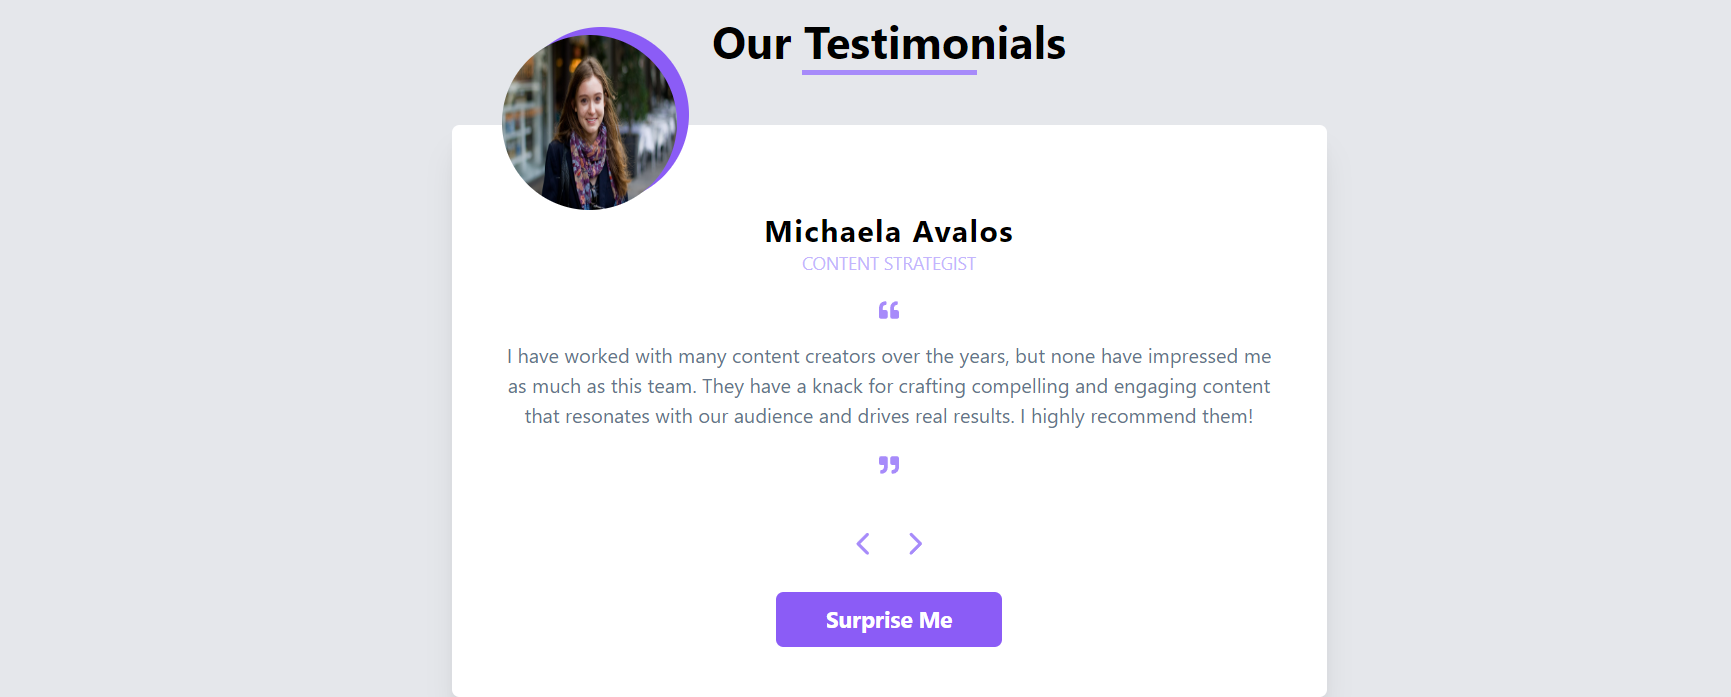 Our Testimonials
Michaela Avalos
CONTENT STRATEGIST
“
I have worked with many content creators over the years, but none have impressed me
as much as this team. They have a knack for crafting compelling and engaging content
that resonates with our audience and drives real results. I highly recommend them!
”
Surprise Me